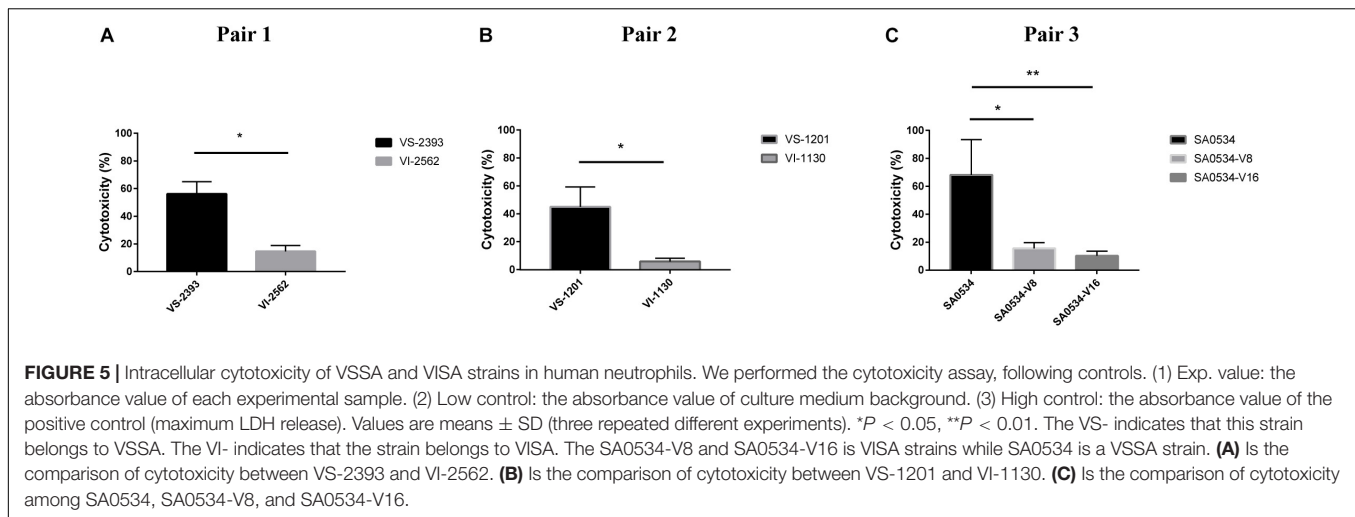 A
Pair 1
Cytotoxicity (%)
100
80
60
40
20
0
*
VS-2393
VI-2562
VS-2393
VI-2562
B
Pair 2
Cytotoxicity (%)
100
80
60
40
20
0
*
VS-1201
VI-1130
VS-1201
VI-1130
C
Pair 3
Cytotoxicity (%)
100
80
60
40
20
0
**
*
SA0534
SA0534-V8
SA0534-V16
SA0534
SA0534-V8
SA0534-V16
FIGURE 5 | Intracellular cytotoxicity of VSSA and VISA strains in human neutrophils. We performed the cytotoxicity assay, following controls. (1) Exp. value: the
absorbance value of each experimental sample. (2) Low control: the absorbance value of culture medium background. (3) High control: the absorbance value of the
positive control (maximum LDH release). Values are means ± SD (three repeated different experiments). *P < 0.05, **P < 0.01. The VS- indicates that this strain
belongs to VSSA. The VI- indicates that the strain belongs to VISA. The SA0534-V8 and SA0534-V16 is VISA strains while SA0534 is a VSSA strain. (A) Is the
comparison of cytotoxicity between VS-2393 and VI-2562. (B) Is the comparison of cytotoxicity between VS-1201 and VI-1130. (C) Is the comparison of cytotoxicity
among SA0534, SA0534-V8, and SA0534-V16.